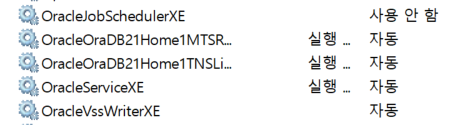 OracleJobSchedulerXE 사용 안 함
OracleOraDB21Home1MTSR... 실행 ... 자동
OracleOraDB21Home1TNSLi... 실행 ... 자동
OracleServiceXE 실행 ... 자동
OracleVssWriterXE 자동